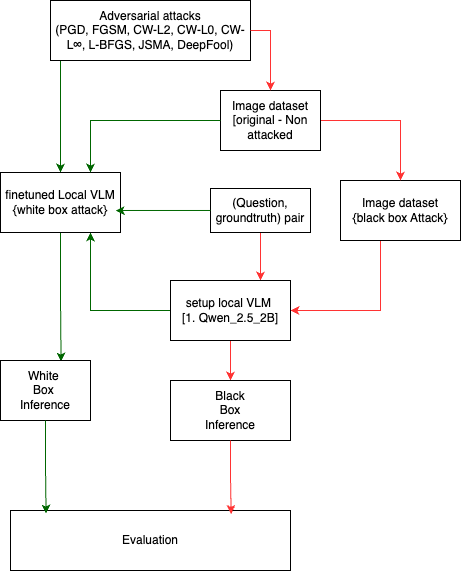 Adversarial attacks
(PGD, FGSM, CW-L2, CW-L0, CW-
L∞, L-BFGS, JSMA, DeepFool)
Image dataset
[original - Non
attacked
finetuned Local VLM
{white box attack}
(Question,
groundtruth) pair
Image dataset
{black box Attack}
setup local VLM
[1. Qwen_2.5_2B]
White
Box
Inference
Black
Box
Inference
Evaluation